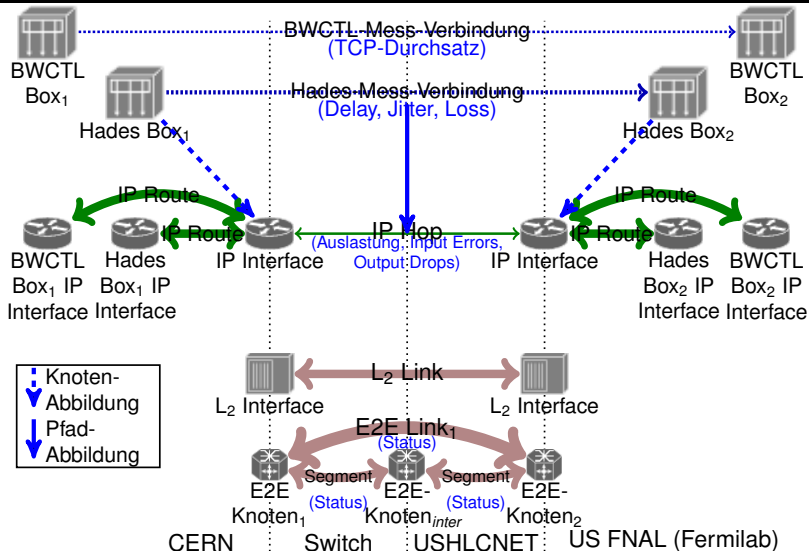 BWCTL-Mess-Verbindung
(TCP-Durchsatz)
BWCTL
Box1
BWCTL
Box2
Hades-Mess-Verbindung
(Delay, Jitter, Loss)
Hades Box1
Hades Box2
IP Route
IP Route
IP Route
IP Hop
IP Route
(Auslastung, Input Errors,
Output Drops)
BWCTL
Box1 IP
Interface
Hades
Box1 IP
Interface
IP Interface
IP Interface
Hades
Box2 IP
Interface
BWCTL
Box2 IP
Interface
Knoten-
Abbildung
Pfad-
Abbildung
L2 Link
L2 Interface
L2 Interface
E2E Link1
(Status)
Segment
(Status)
Segment
(Status)
E2E
Knoten1
E2E-
Knoteninter
E2E-
Knoten2
CERN
Switch
USHLCNET
US FNAL (Fermilab)